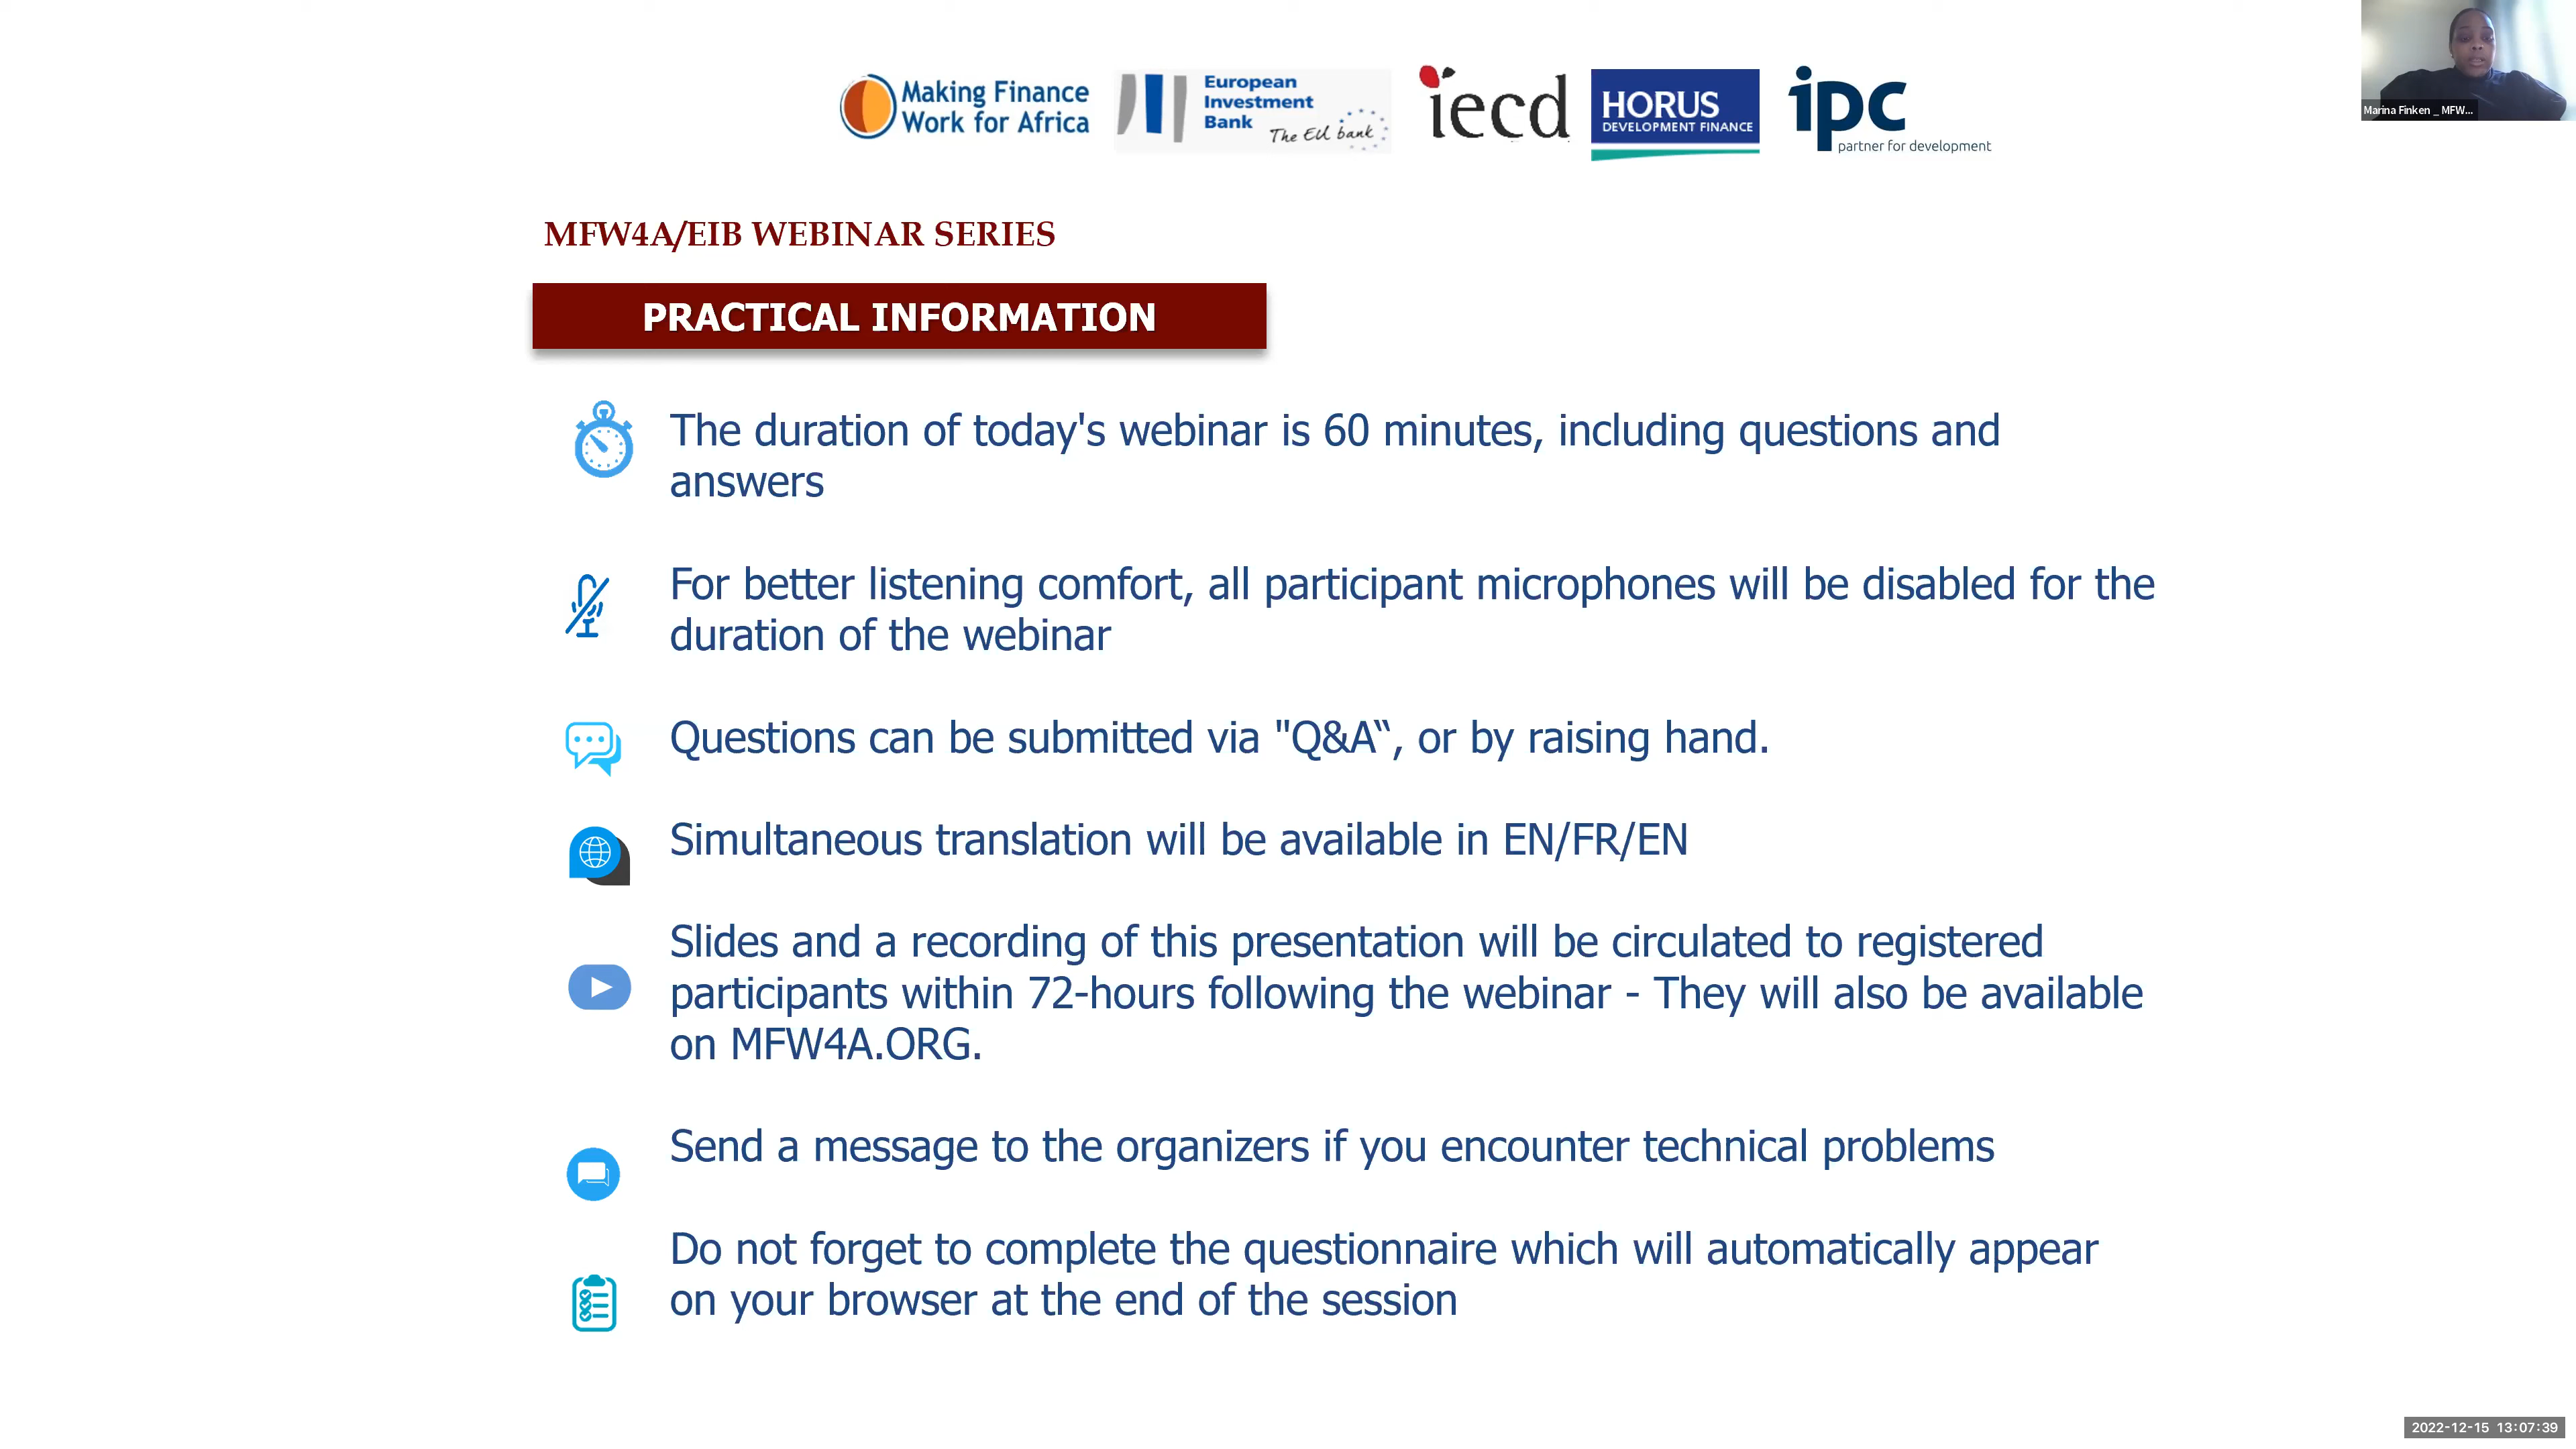 Making Finance
Work for Africa
European
Investment
Bank
The EU bank
iecd
HORUS
DEVELOPMENT FINANCE
ipc
partner for development
Marina Finken _ MFW...
MFW4A/EIB WEBINAR SERIES
PRACTICAL INFORMATION
The duration of today's webinar is 60 minutes, including questions and
answers
For better listening comfort, all participant microphones will be disabled for the
duration of the webinar
Questions can be submitted via "Q&A‟, or by raising hand.
Simultaneous translation will be available in EN/FR/EN
Slides and a recording of this presentation will be circulated to registered
participants within 72-hours following the webinar - They will also be available
on MFW4A.ORG.
Send a message to the organizers if you encounter technical problems
Do not forget to complete the questionnaire which will automatically appear
on your browser at the end of the session
2022-12-15 13:07:39